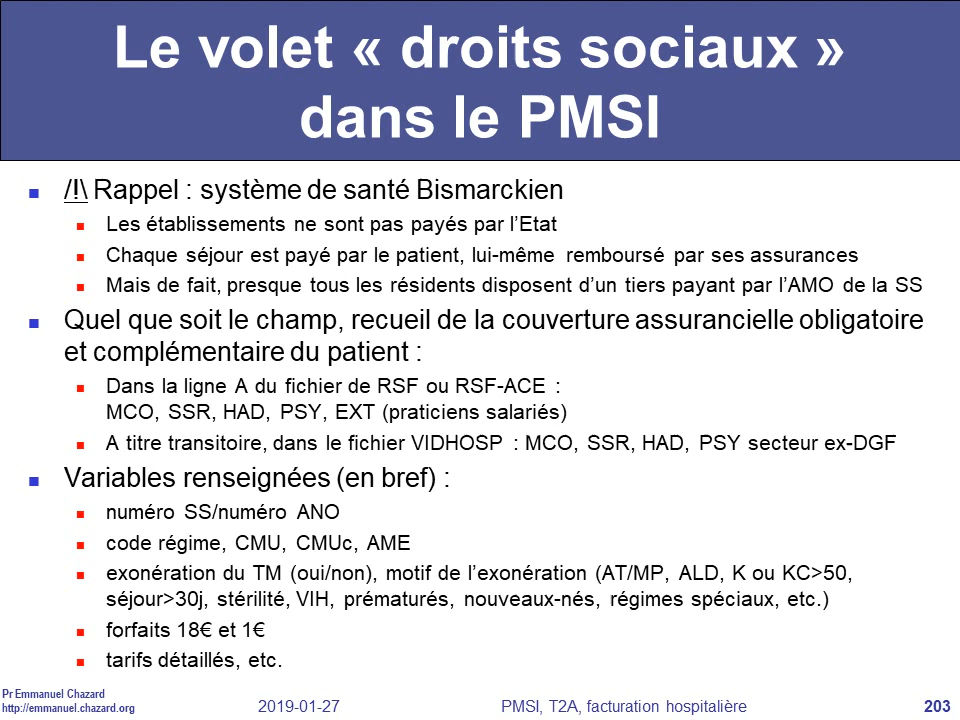 Le volet « droits sociaux »
dans le PMSI
/!\ Rappel : système de santé Bismarckien
Les établissements ne sont pas payés par l'Etat
Chaque séjour est payé par le patient, lui-même remboursé par ses assurances
Mais de fait, presque tous les résidents disposent d'un tiers payant par l'AMO de la SS
Quel que soit le champ, recueil de la couverture assurancielle obligatoire
et complémentaire du patient :
Dans la ligne A du fichier de RSF ou RSF-ACE :
MCO, SSR, HAD, PSY, EXT (praticiens salariés)
A titre transitoire, dans le fichier VIDHOSP : MCO, SSR, HAD, PSY secteur ex-DGF
Variables renseignées (en bref) :
numéro SS/numéro ANO
code régime, CMU, CMUc, AME
exonération du TM (oui/non), motif de l'exonération (AT/MP, ALD, K ou KC>50,
séjour>30j, stérilité, VIH, prématurés, nouveaux-nés, régimes spéciaux, etc.)
forfaits 18€ et 1€
tarifs détaillés, etc.
Pr Emmanuel Chazard
http://emmanuel.chazard.org
2019-01-27
PMSI, T2A, facturation hospitalière
203